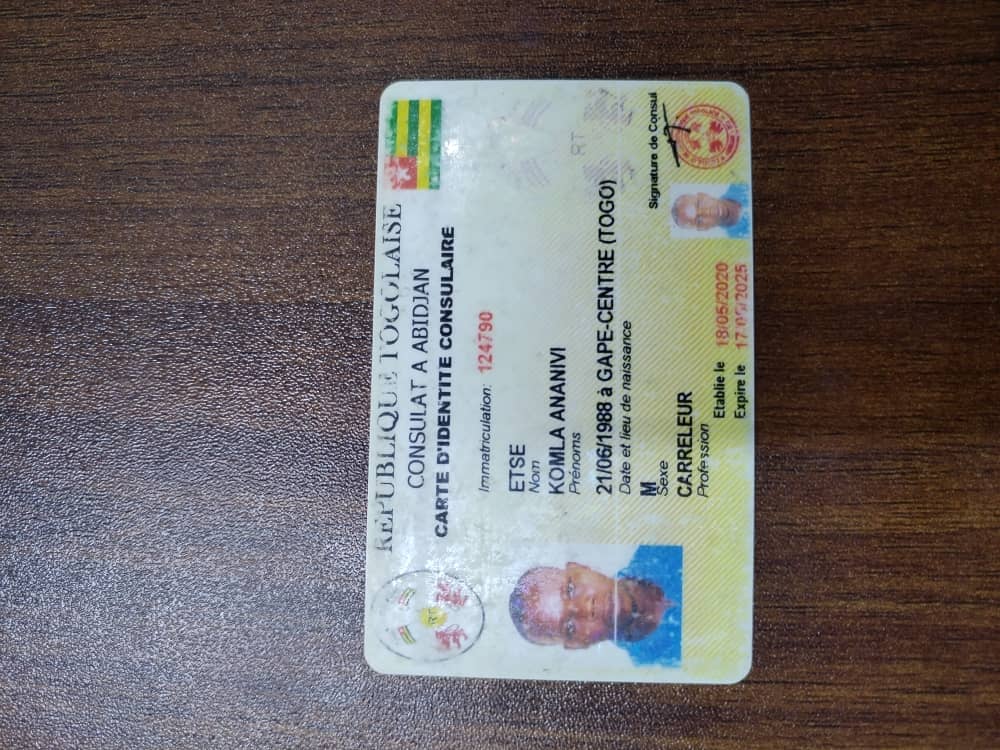 REPUBLIQUE TOGOLAISE
CONSULAT A ABIDJAN
CARTE D'IDENTITE CONSULAIRE
Immatriculation: 124790
ETSE
Nom
KOMLA ANANIVI
Prénoms
RT
21/06/1988 à GAPE-CENTRE (TOGO)
Date et lieu de naissance
M
Sexe
Signature de Consul
CARRELEUR
Profession
Etablie le 18/05/2020
Expire le 17/05/2025